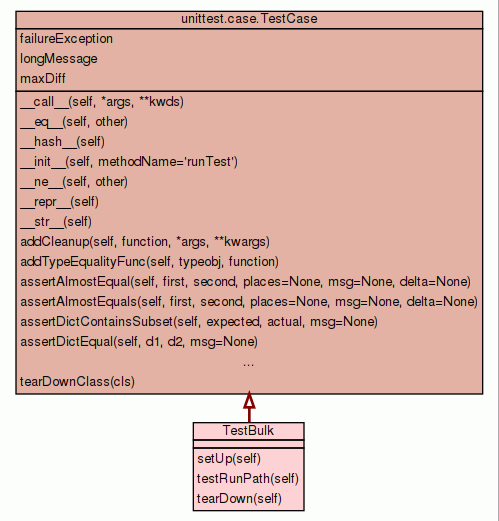 unittest.case.TestCase
failureException
longMessage
maxDiff
__call__(self, *args, **kwds)
__eq__(self, other)
__hash__(self)
__init__(self, methodName='runTest')
__ne__(self, other)
__repr__(self)
__str__(self)
addCleanup(self, function, *args, **kwargs)
addTypeEqualityFunc(self, typeobj, function)
assertAlmostEqual(self, first, second, places=None, msg=None, delta=None)
assertAlmostEquals(self, first, second, places=None, msg=None, delta=None)
assertDictContainsSubset(self, expected, actual, msg=None)
assertDictEqual(self, d1, d2, msg=None)
...
tearDownClass(cls)
TestBulk
setUp(self)
testRunPath(self)
tearDown(self)